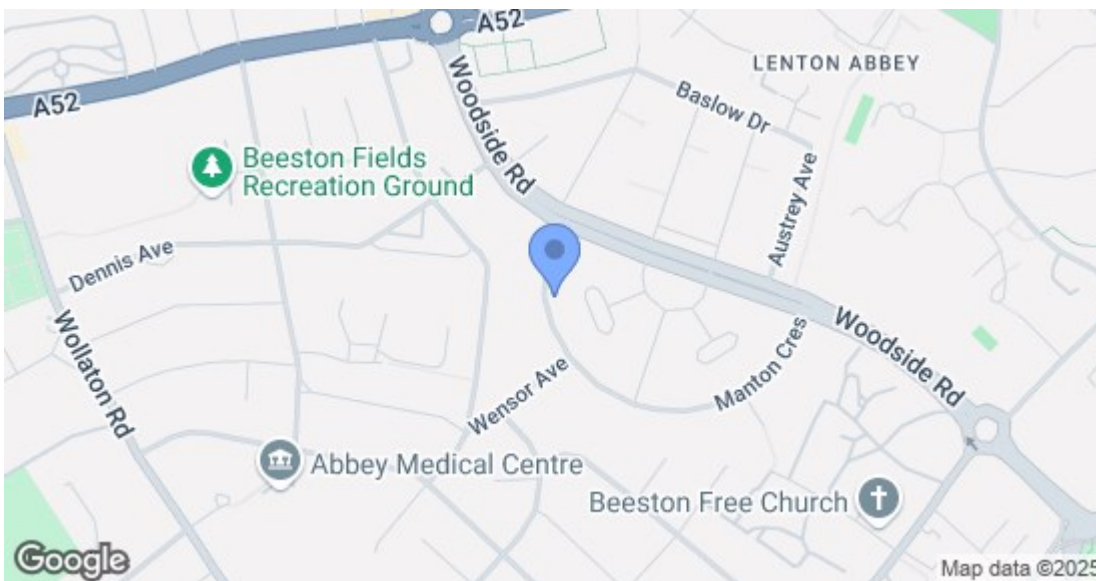 A52
A52
LENTON ABBEY
Woodside Rd
Baslow Dr
Beeston Fields
Recreation Ground
Austrey Ave
Dennis Ave
Wollaton Rd
Woodside Rd
Manton Cres
Wensor Ave
Abbey Medical Centre
Beeston Free Church
Google
Map data ©2025